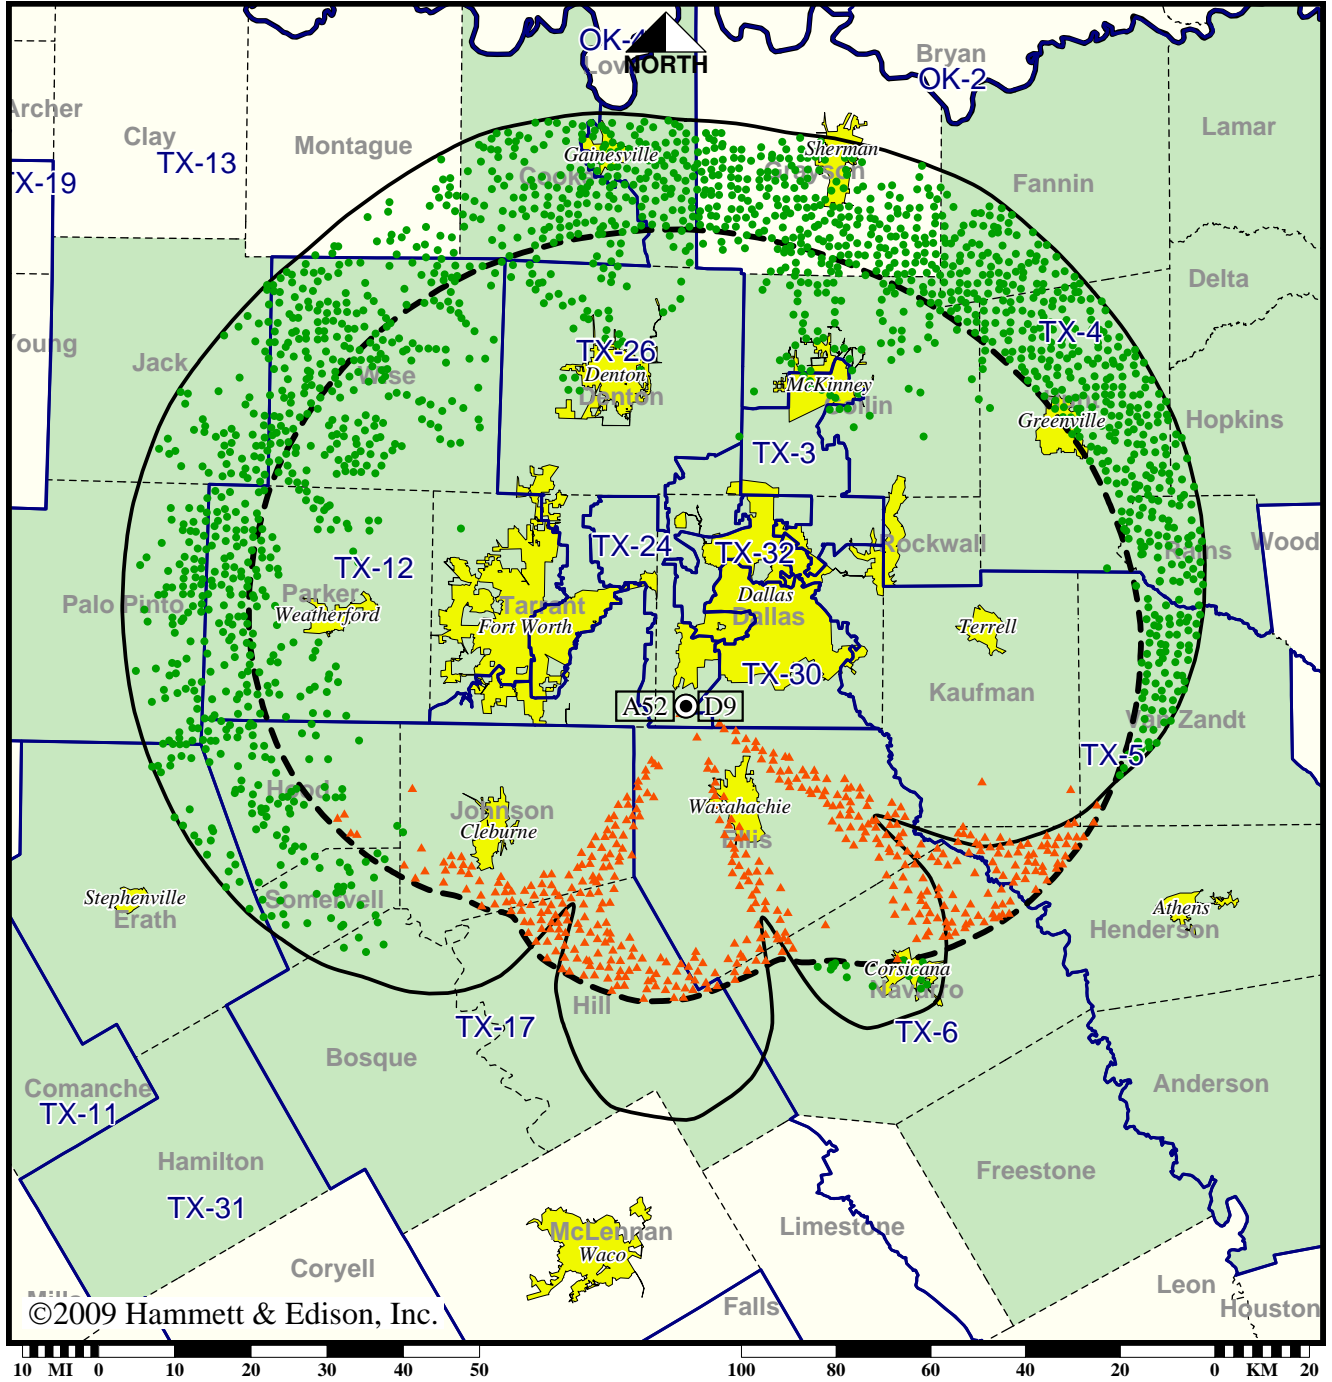 OK-4
Love
NORTH
Bryan
OK-2
Archer
Clay
TX-13
Montague
Gainesville
Cooke
Sherman
Grayson
Lamar
Fannin
TX-19
Delta
Young
Jack
Wise
TX-26
Denton
Denton
McKinney
Collin
TX-4
Hunt
Greenville
Hopkins
TX-3
TX-24
TX-32
Rockwall
Rains
Wood
TX-12
Parker
Weatherford
Palo Pinto
Tarrant
Fort Worth
Dallas
Dallas
Terrell
TX-30
Kaufman
A52
D9
Van Zandt
TX-5
Hood
Johnson
Cleburne
Waxahachie
Ellis
Stephenville
Erath
Somervell
Athens
Henderson
Corsicana
Navarro
Hill
TX-17
TX-6
Bosque
Comanche
TX-11
Anderson
Hamilton
TX-31
Freestone
McLennan
Waco
Limestone
Coryell
Leon
Mills
Falls
Houston
©2009 Hammett & Edison, Inc.
10 MI 0 10 20 30 40 50 100 80 60 40 20 0 KM 20